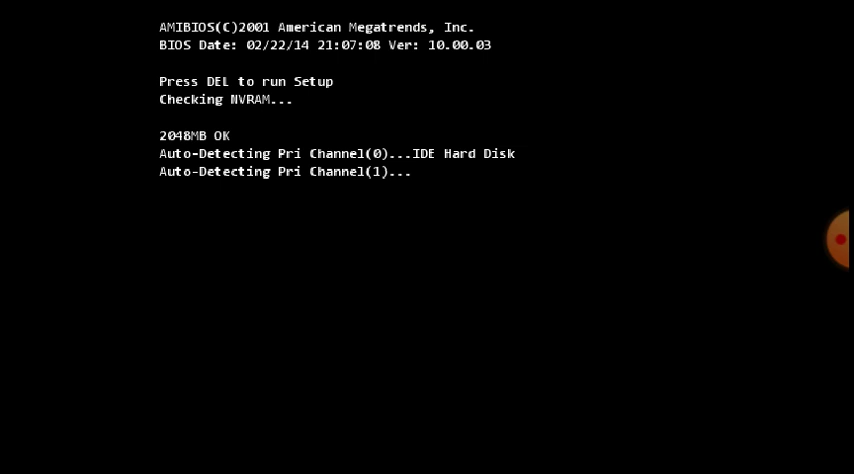 AMIBIOS(C)2001 American Megatrends, Inc.
BIOS Date: 02/22/14 21:07:08 Ver: 10.00.03
Press DEL to run Setup
Checking NVRAM...
2048MB OK
Auto-Detecting Pri Channel(0)...IDE Hard Disk
Auto-Detecting Pri Channel(1)...